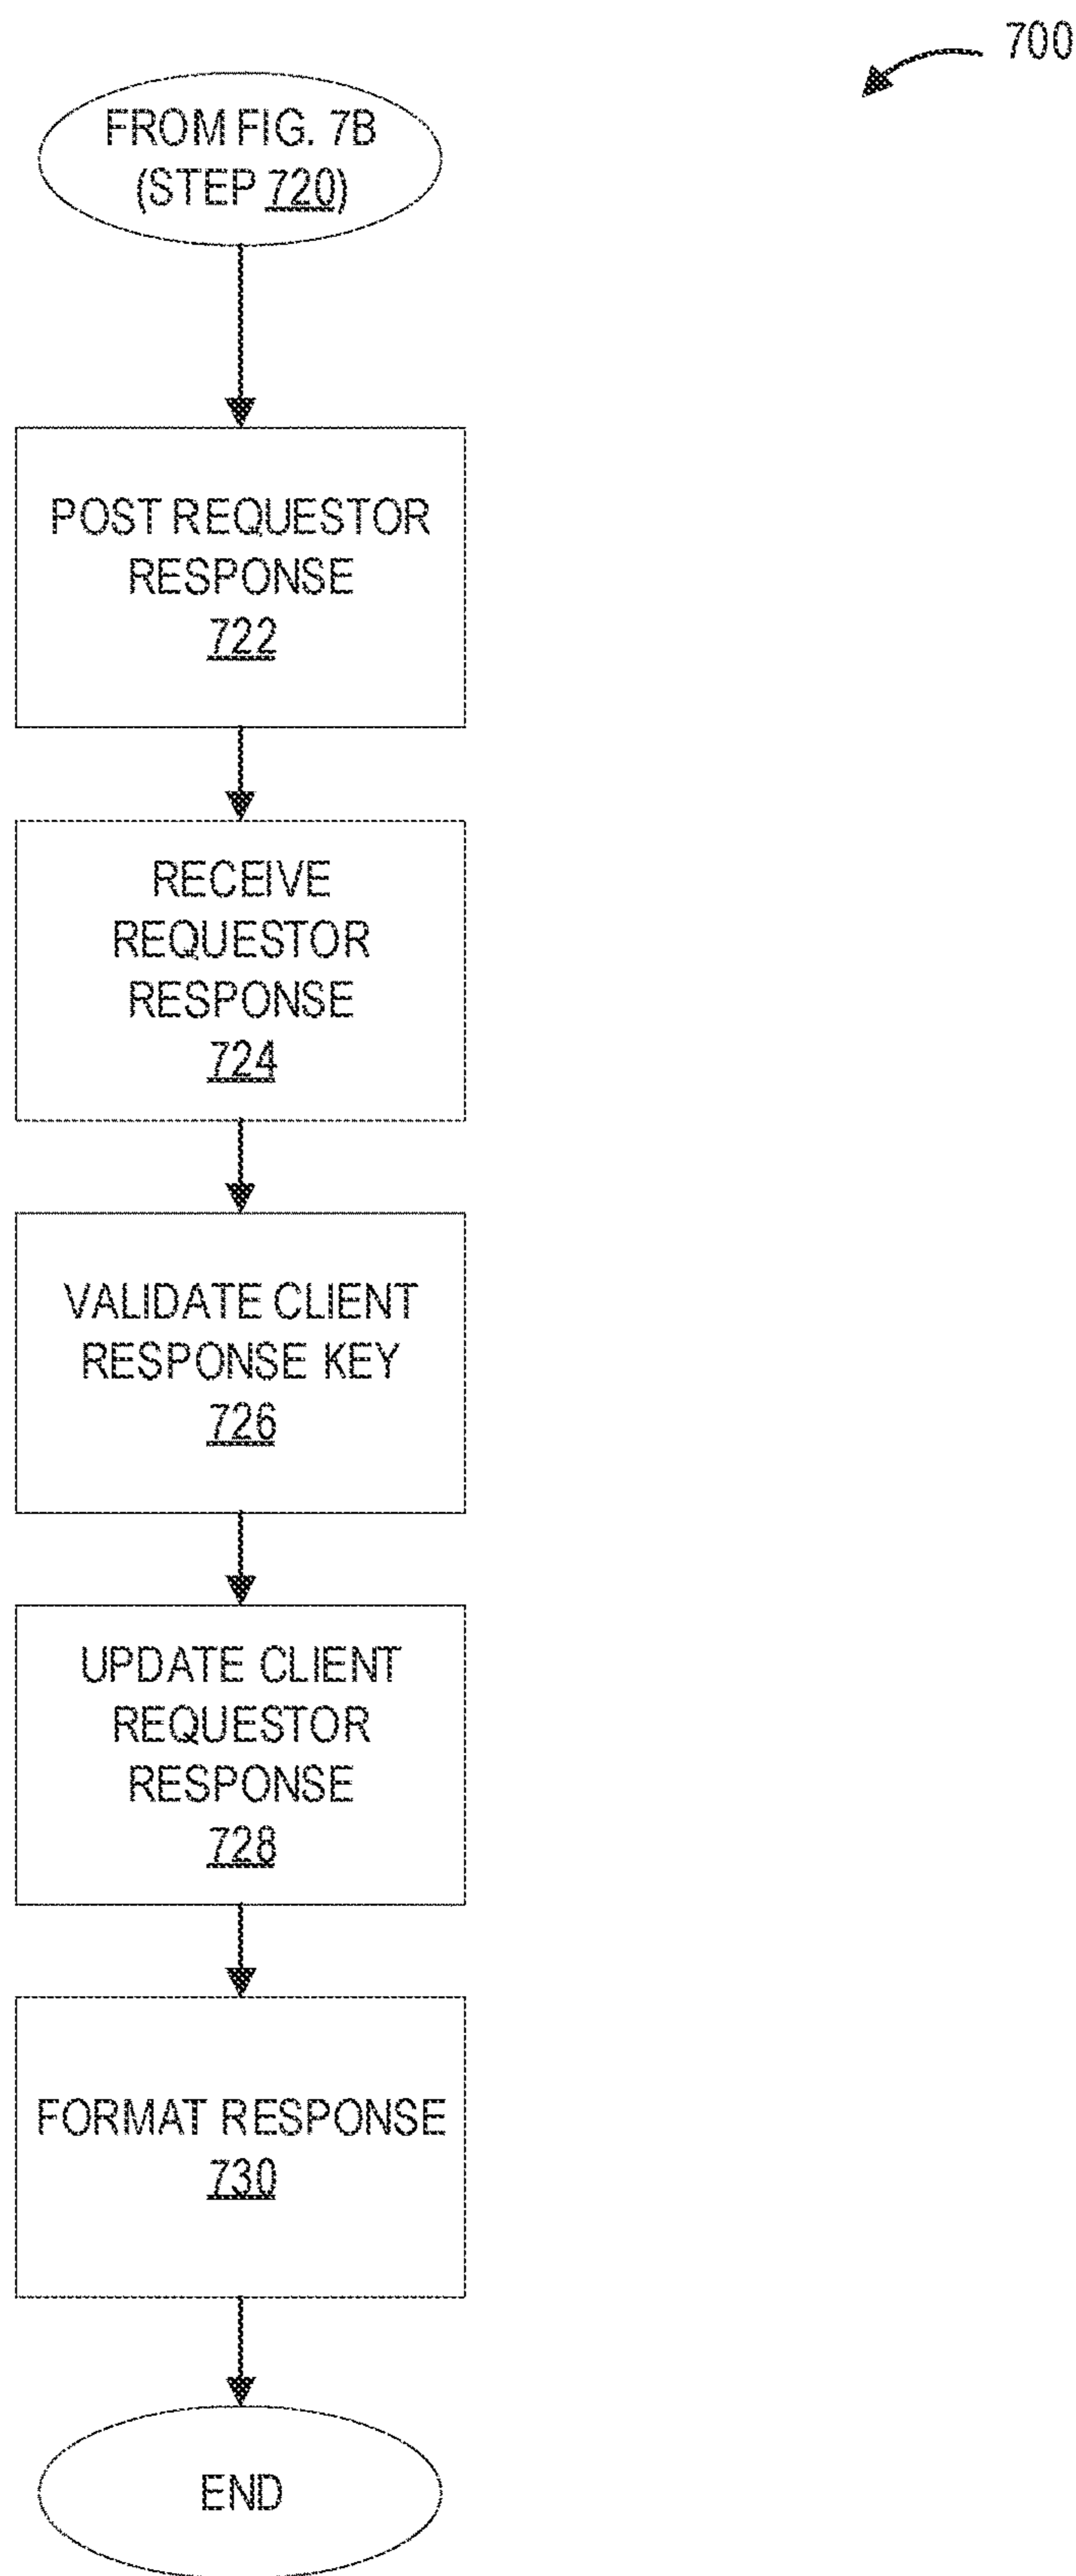 700
FROM FIG. 7B
(STEP 720)
POST REQUESTOR
RESPONSE
722
RECEIVE
REQUESTOR
RESPONSE
724
VALIDATE CLIENT
RESPONSE KEY
726
UPDATE CLIENT
REQUESTOR
RESPONSE
728
FORMAT RESPONSE
730
END